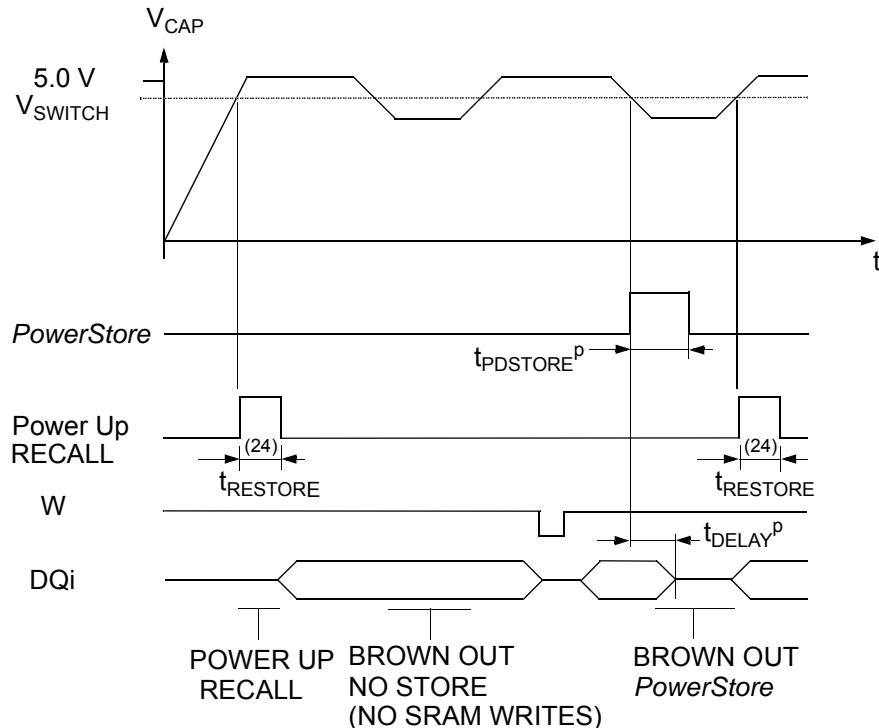 V_CAP
5.0 V
V_SWITCH
t
PowerStore
t_PDSTORE^p
Power Up
RECALL
(24)
(24)
t_RESTORE
t_RESTORE
W
t_DELAY^p
DQi
POWER UP
RECALL
BROWN OUT
NO STORE
(NO SRAM WRITES)
BROWN OUT
PowerStore